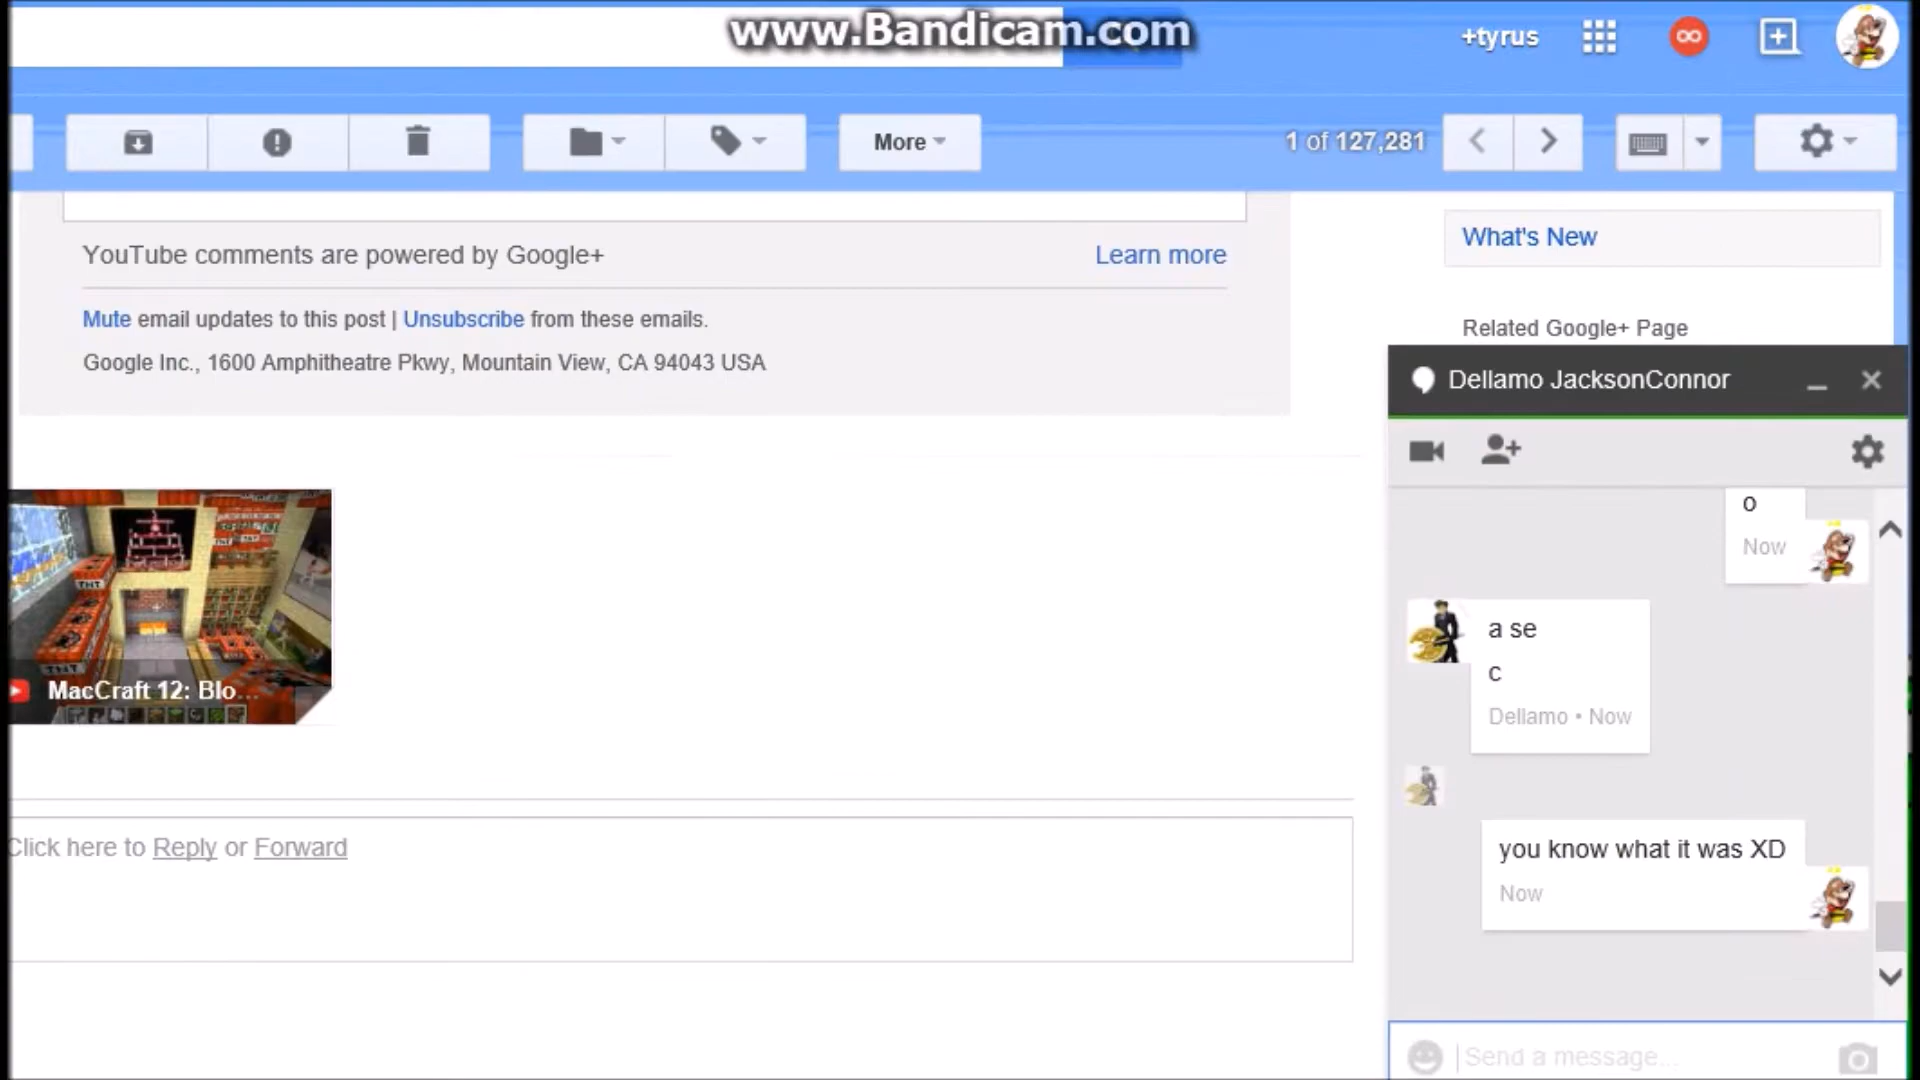 www.Bandicam.com
+tyrus
More
1 of 127,281
YouTube comments are powered by Google+
Learn more
Mute email updates to this post | Unsubscribe from these emails.
Google Inc., 1600 Amphitheatre Pkwy, Mountain View, CA 94043 USA
What's New
Related Google+ Page
Dellamo JacksonConnor
o
Now
a se
c
Dellamo • Now
you know what it was XD
Now
Send a message...
TNT
TNT
TNT
MacCraft 12: Blo...
Click here to Reply or Forward